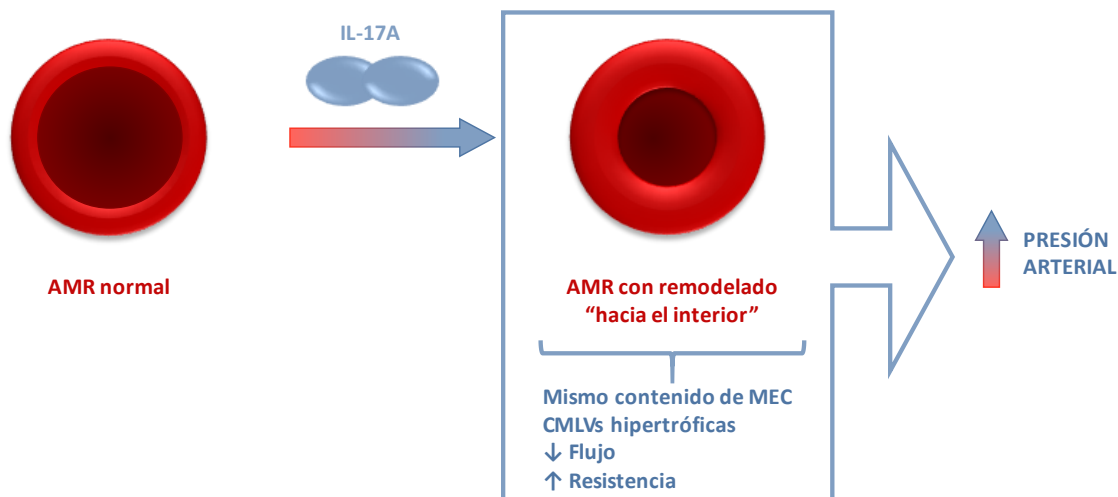 IL-17A
AMR normal
AMR con remodelado
“hacia el interior”
Mismo contenido de MEC
CMLVs hipertróficas
↓ Flujo
↑ Resistencia
PRESIÓN
ARTERIAL